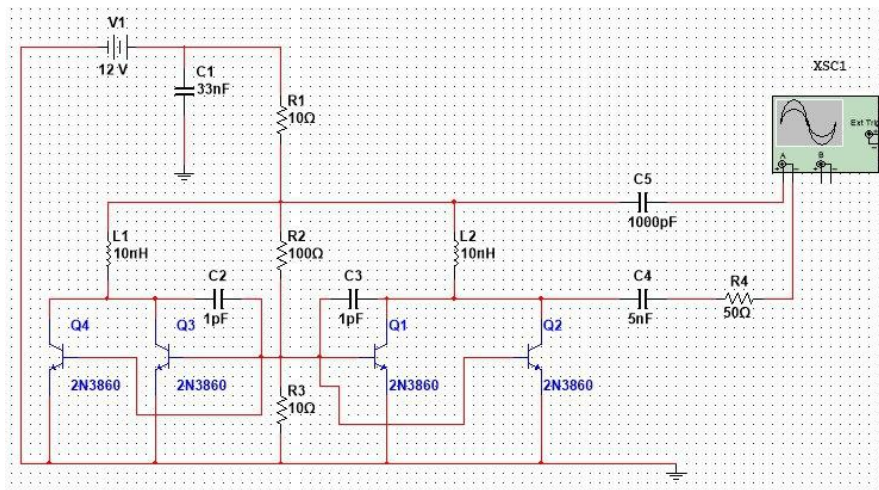 V1
12 V
C1
33nF
R1
10Ω
XSC1
Ext Trig
A
B
C5
1000pF
L1
10nH
R2
100Ω
L2
10nH
C2
1pF
C3
1pF
C4
5nF
R4
50Ω
Q4
Q3
Q1
Q2
2N3860
2N3860
2N3860
2N3860
R3
10Ω